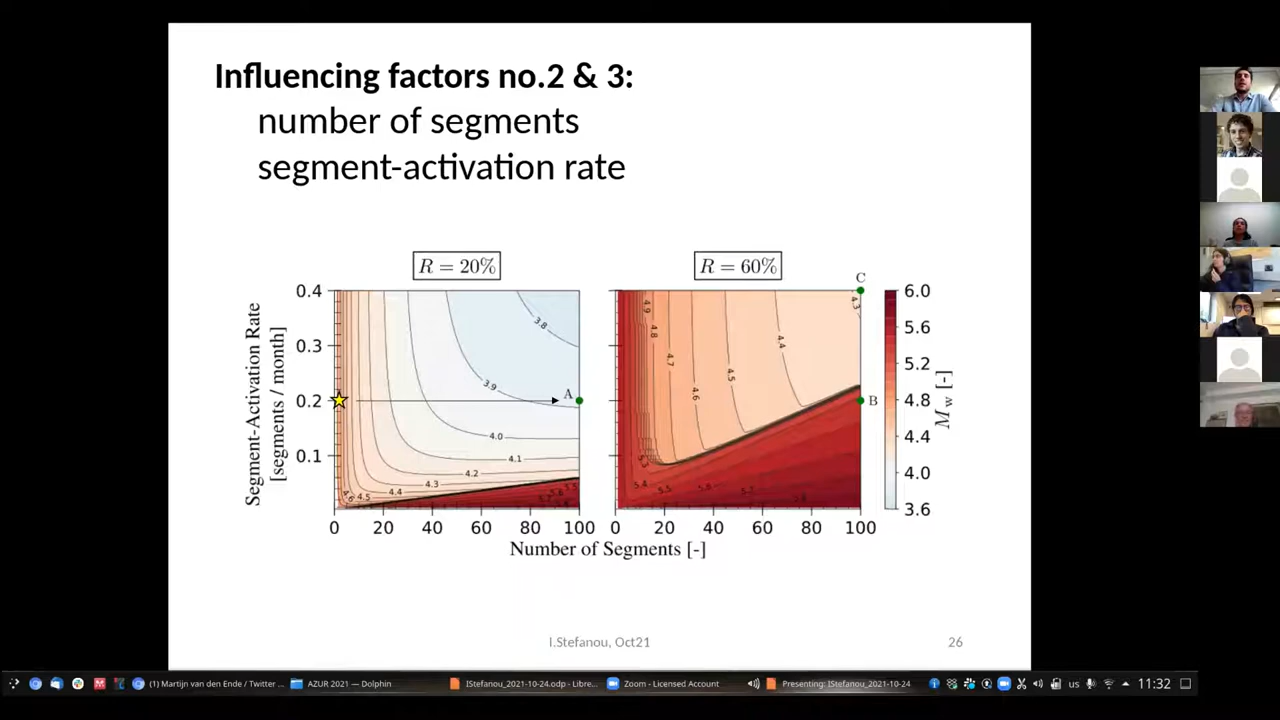 Influencing factors no.2 & 3:
number of segments
segment-activation rate
R = 20%
R = 60%
C
0.4
0.3
0.2
0.1
Segment-Activation Rate
[segments / month]
3.8
3.9
4.0
4.1
4.2
4.3
4.4
4.5
4.6
A
4.9
4.8
4.7
4.6
4.5
4.4
4.3
5.4
5.5
B
6.0
5.6
5.2
4.8
4.4
4.0
3.6
M w [-]
0 20 40 60 80 100
0 20 40 60 80 100
Number of Segments [-]
I.Stefanou, Oct21
26
(1) Martijn van den Ende / Twitter ...
AZUR 2021 — Dolphin
IStefanou_2021-10-24.odp - Libre...
Zoom - Licensed Account
Presenting: IStefanou_2021-10-24
us
11:32